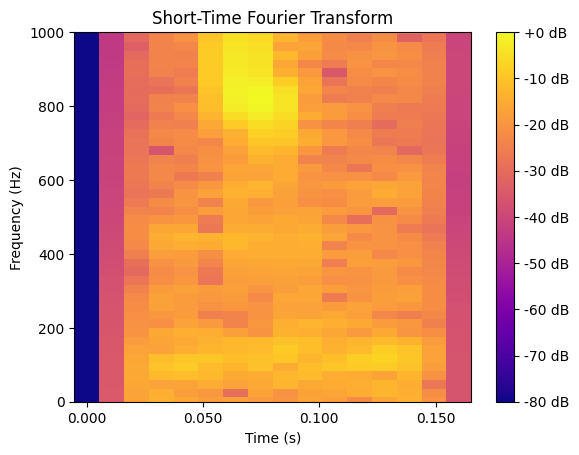 Short-Time Fourier Transform
Frequency (Hz)
1000
800
600
400
200
0
0.000 0.050 0.100 0.150
Time (s)
+0 dB
-10 dB
-20 dB
-30 dB
-40 dB
-50 dB
-60 dB
-70 dB
-80 dB